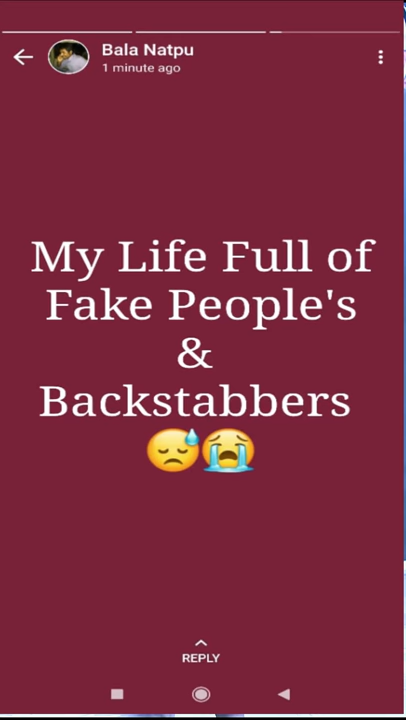 Bala Natpu
1 minute ago
My Life Full of
Fake People's
&
Backstabbers
😓😭
REPLY